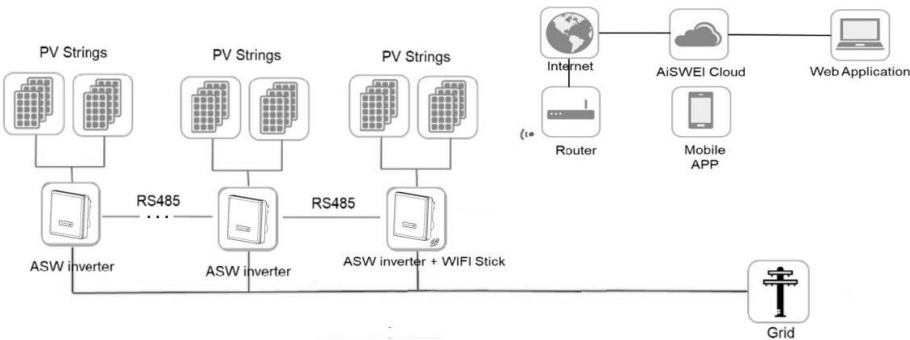 PV Strings
PV Strings
PV Strings
Internet
AiSWEI Cloud
Web Application
Router
Mobile
APP
RS485
RS485
ASW inverter
ASW inverter
ASW inverter + WIFI Stick
Grid